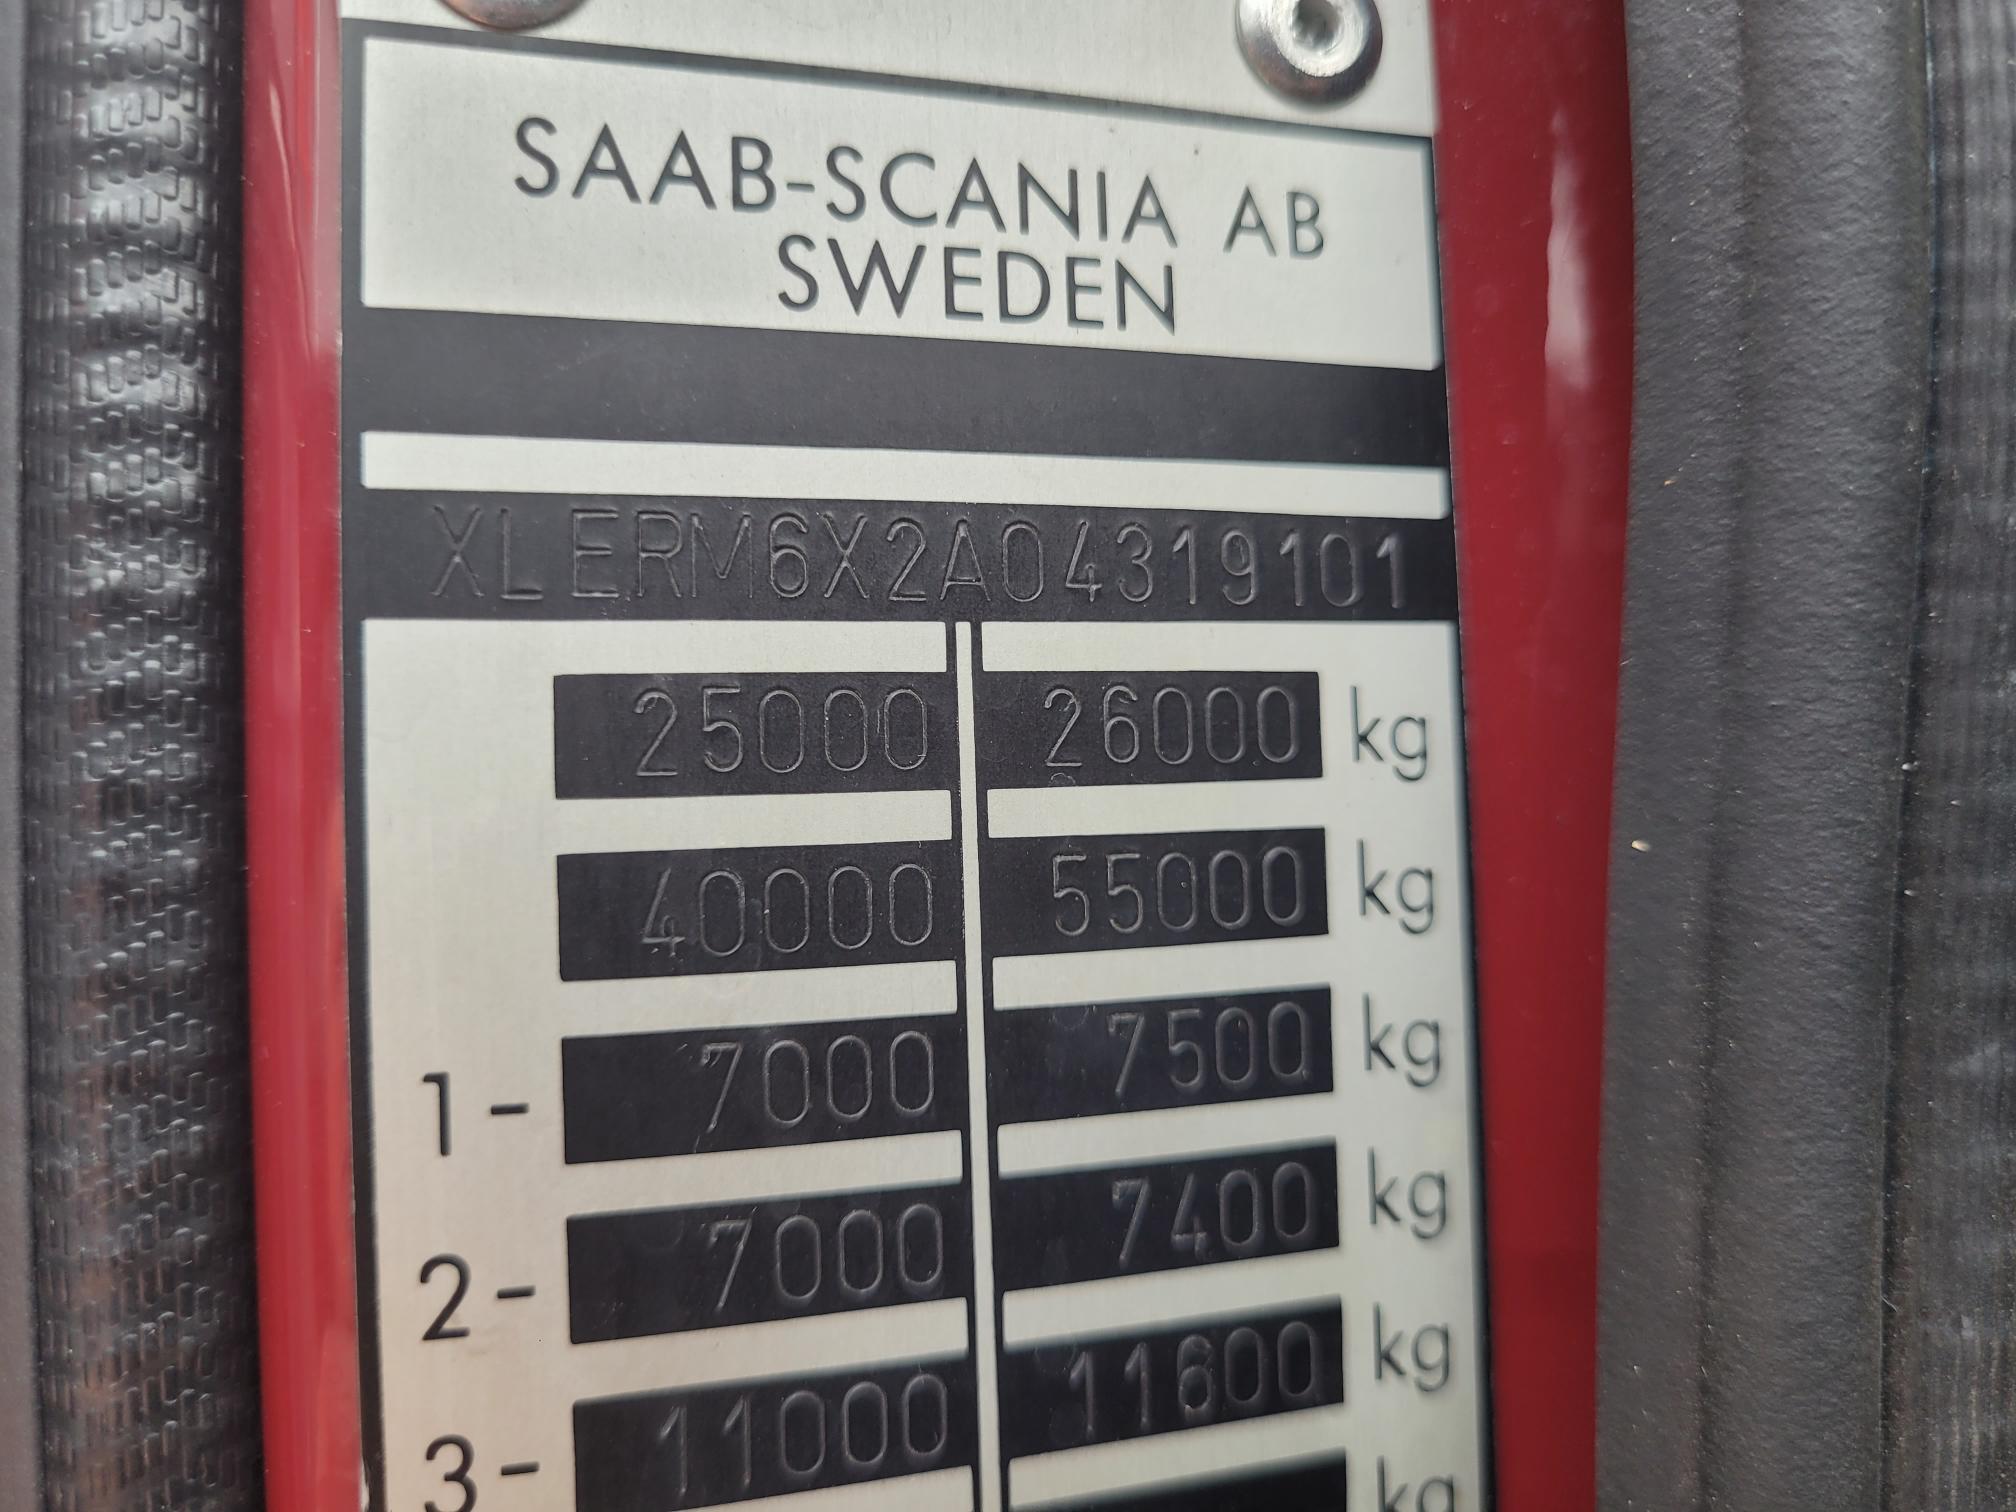 SAAB-SCANIA AB
SWEDEN
XLERM6X2A04319101
25000 26000 kg
40000 55000 kg
1- 7000 7500 kg
2- 7000 7400 kg
3- 11000 11600 kg
kg